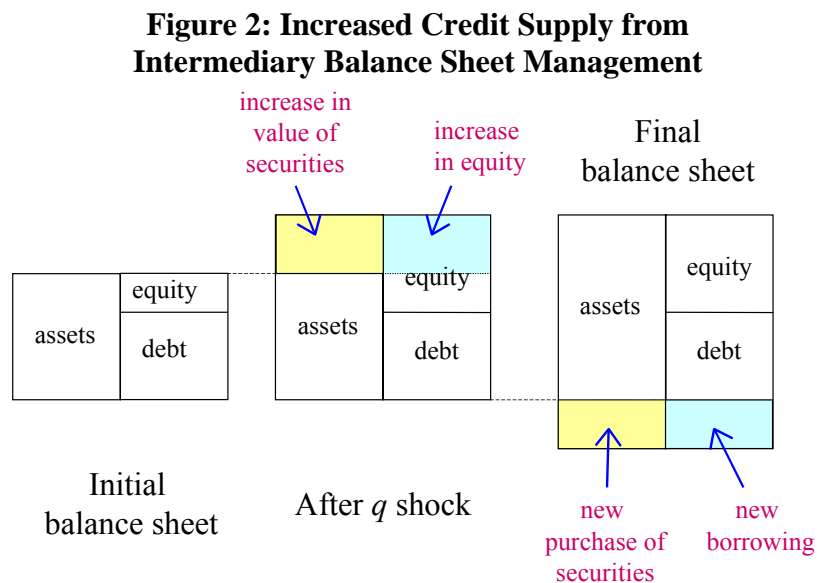 Figure 2: Increased Credit Supply from
Intermediary Balance Sheet Management
increase in
value of
securities
increase
in equity
Final
balance sheet
assets
equity
debt
equity
assets
debt
assets
equity
debt
Initial
balance sheet
After q shock
new
purchase of
securities
new
borrowing